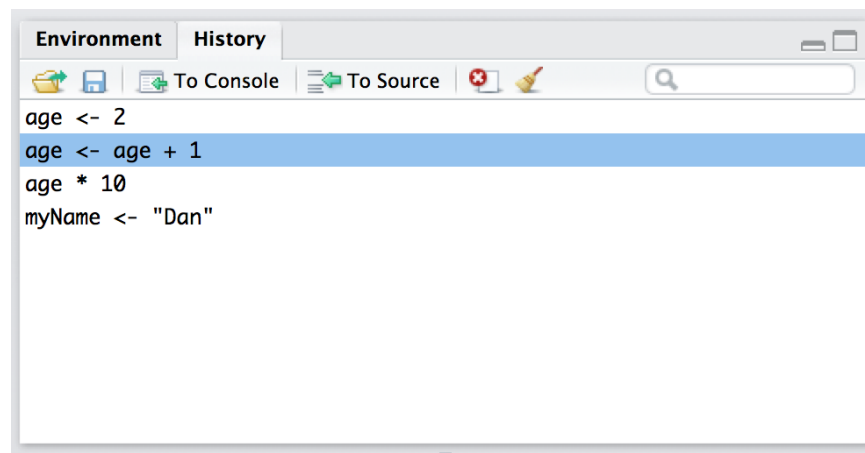 Environment History
To Console To Source
age <- 2
age <- age + 1
age * 10
myName <- "Dan"